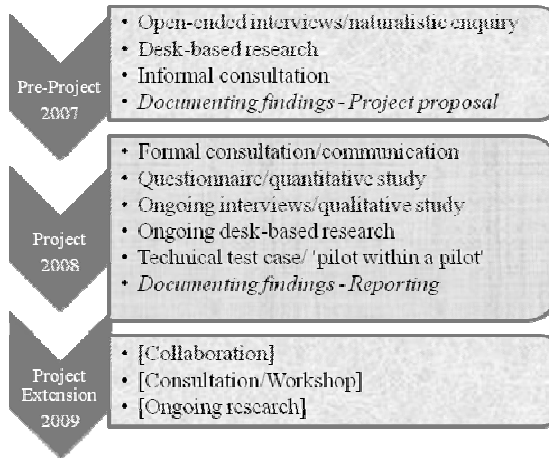 Pre-Project
2007
• Open-ended interviews/naturalistic enquiry
• Desk-based research
• Informal consultation
• Documenting findings - Project proposal
Project
2008
• Formal consultation/communication
• Questionnaire/quantitative study
• Ongoing interviews/qualitative study
• Ongoing desk-based research
• Technical test case/ 'pilot within a pilot'
• Documenting findings - Reporting
Project
Extension
2009
• [Collaboration]
• [Consultation/Workshop]
• [Ongoing research]